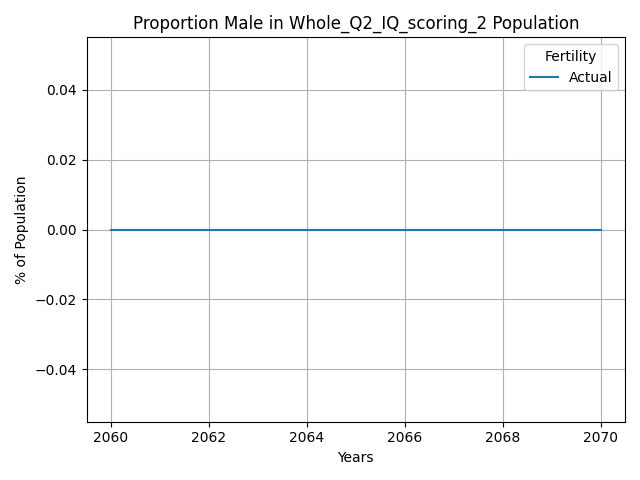 Proportion Male in Whole_Q2_IQ_scoring_2 Population
Fertility
Actual
0.04
0.02
0.00
−0.02
−0.04
% of Population
2060 2062 2064 2066 2068 2070
Years